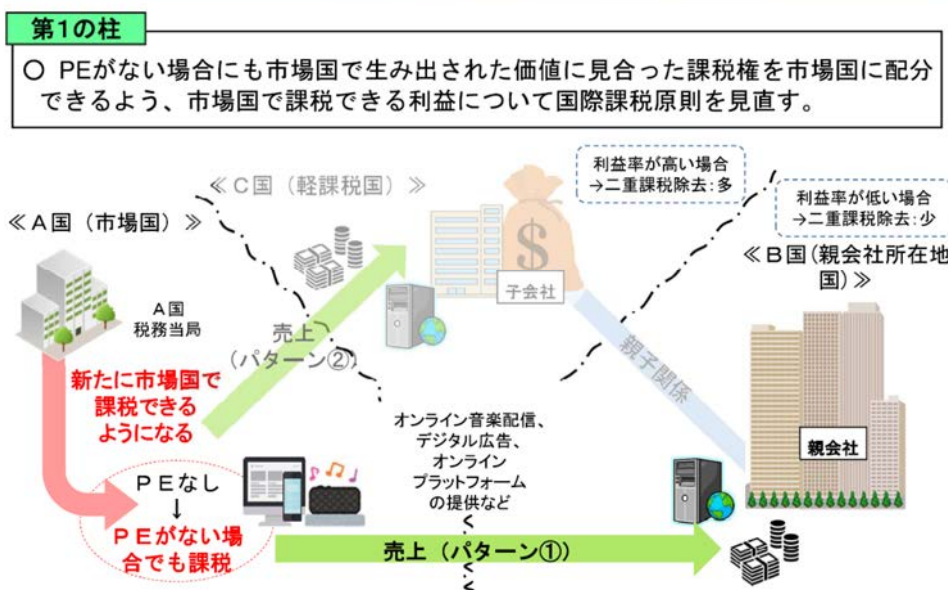 第1の柱
○ PEがない場合にも市場国で生み出された価値に見合った課税権を市場国に配分
できるよう、市場国で課税できる利益について国際課税原則を見直す。
≪C国（軽課税国）≫
利益率が高い場合
→二重課税除去：多
利益率が低い場合
→二重課税除去：少
≪A国（市場国）≫
≪B国（親会社所在地
国）≫
A国
税務当局
$
子会社
売上
（パターン②）
親子関係
新たに市場国で
課税できる
ようになる
オンライン音楽配信、
デジタル広告、
オンライン
プラットフォーム
の提供など
親会社
PEなし
↓
PEがない場
合でも課税
売上（パターン①）